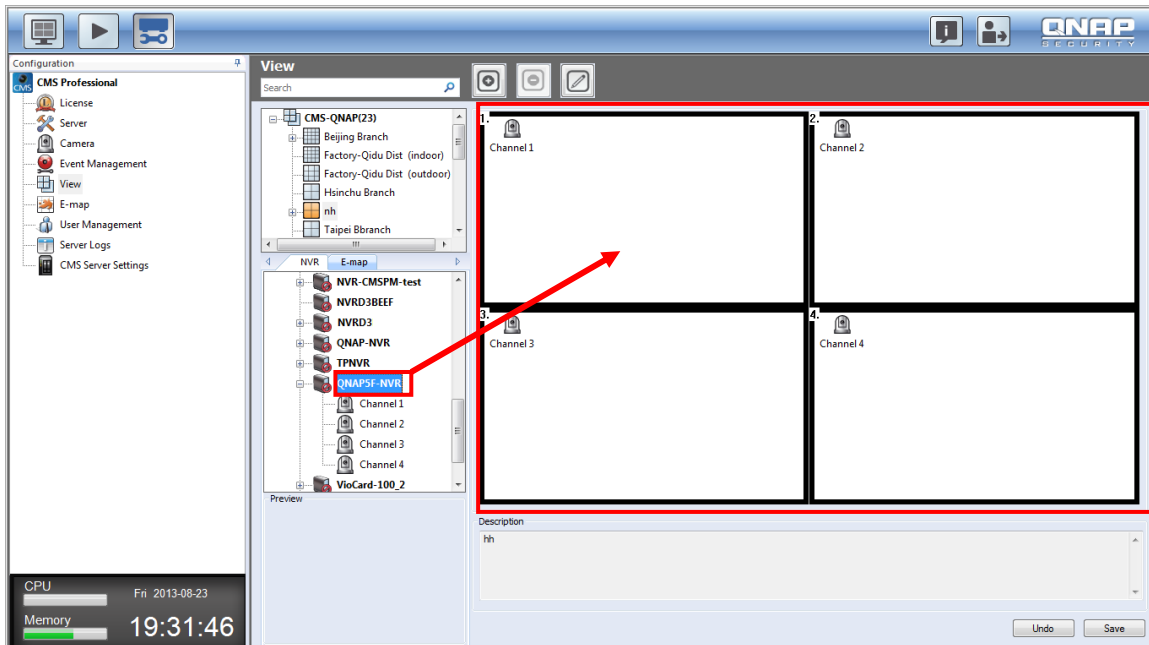 QNAP
SECURITY
Configuration
CMS Professional
CMS
License
Server
Camera
Event Management
View
E-map
User Management
Server Logs
CMS Server Settings
CPU
Fri 2013-08-23
Memory
19:31:46
View
Search
CMS-QNAP(23)
Beijing Branch
Factory-Qidu Dist (indoor)
Factory-Qidu Dist (outdoor)
Hsinchu Branch
nh
Taipei Bbranch
NVR E-map
NVR-CMSPM-test
NVRD3BEEF
NVRD3
QNAP-NVR
TPNVR
QNAPSF-NVR
Channel 1
Channel 2
Channel 3
Channel 4
VioCard-100_2
Preview
1.
Channel 1
2.
Channel 2
3.
Channel 3
4.
Channel 4
Description
hh
Undo Save